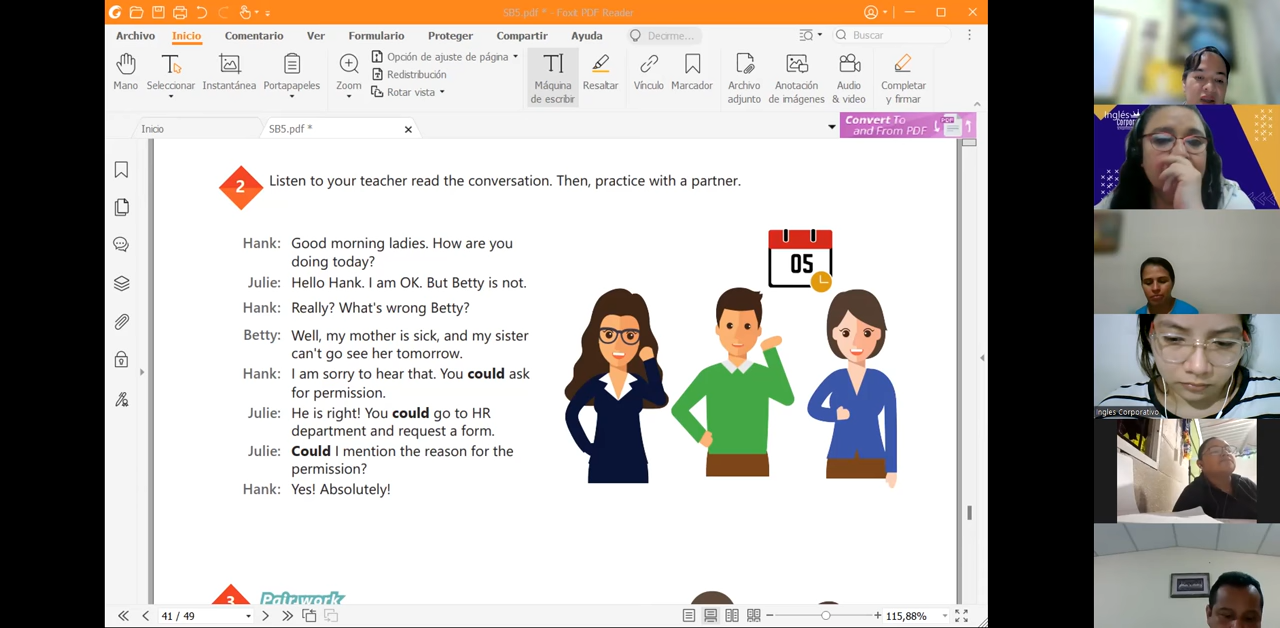 SB5.pdf * - Foxit PDF Reader
Archivo Inicio Comentario Ver Formulario Proteger Compartir Ayuda Decirme... Buscar
Mano Seleccionar Instantánea Portapapeles Zoom
Opción de ajuste de página
Redistribución
Rotar vista
Máquina de escribir
Resaltar Vínculo Marcador
Archivo adjunto
Anotación de imágenes
Audio & video
Completar y firmar
Inicio SB5.pdf *
Convert To
and From PDF
PDF
2 Listen to your teacher read the conversation. Then, practice with a partner.
Hank: Good morning ladies. How are you
doing today?
Julie: Hello Hank. I am OK. But Betty is not.
Hank: Really? What's wrong Betty?
Betty: Well, my mother is sick, and my sister
can't go see her tomorrow.
Hank: I am sorry to hear that. You could ask
for permission.
Julie: He is right! You could go to HR
department and request a form.
Julie: Could I mention the reason for the
permission?
Hank: Yes! Absolutely!
05
3 Pair work
41 / 49
115,88%
Inglés
Corpor
Ingles Corporativo